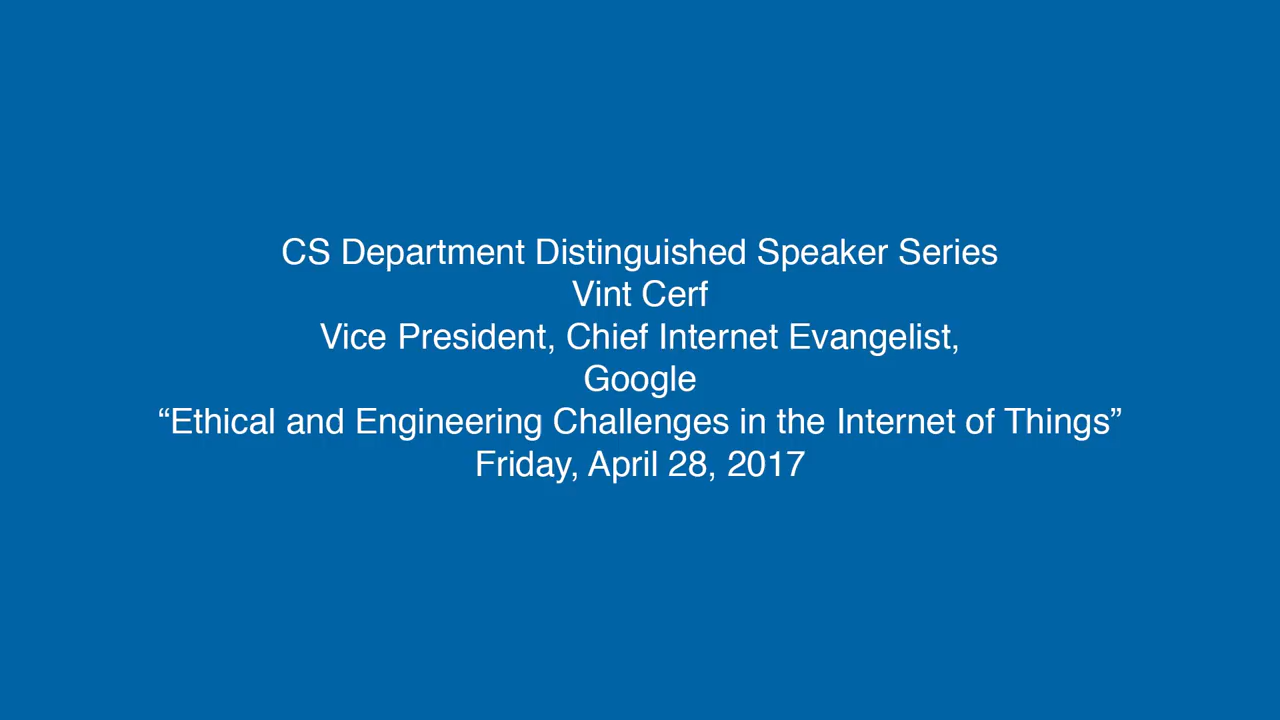 CS Department Distinguished Speaker Series
Vint Cerf
Vice President, Chief Internet Evangelist,
Google
“Ethical and Engineering Challenges in the Internet of Things”
Friday, April 28, 2017